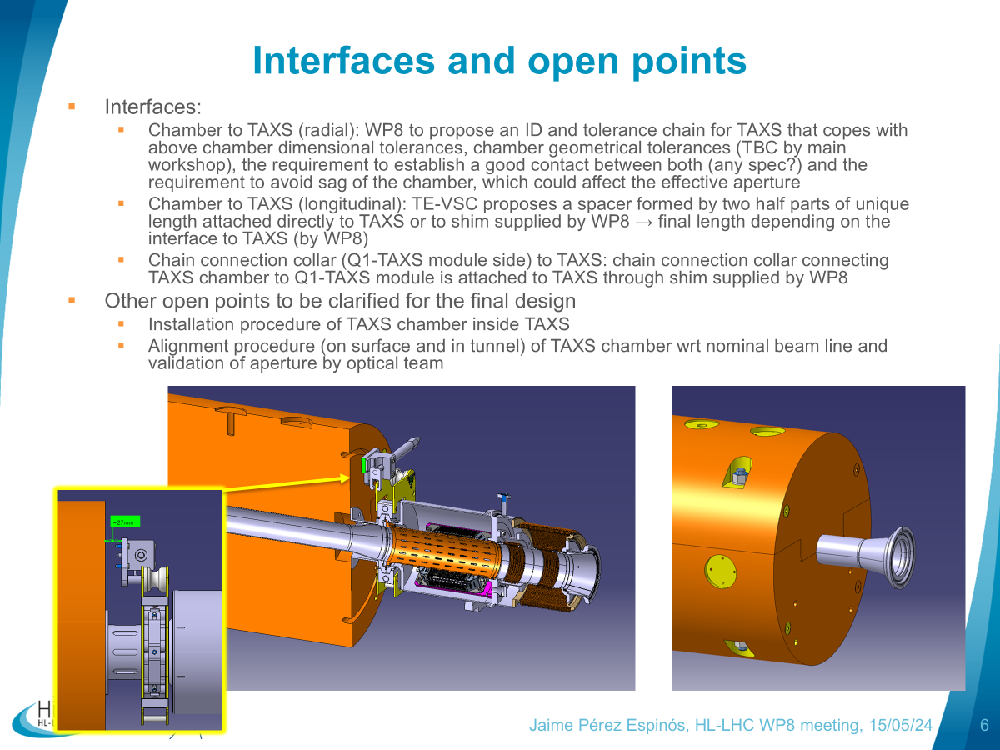 Interfaces and open points
▪ Interfaces:
▪ Chamber to TAXS (radial): WP8 to propose an ID and tolerance chain for TAXS that copes with
above chamber dimensional tolerances, chamber geometrical tolerances (TBC by main
workshop), the requirement to establish a good contact between both (any spec?) and the
requirement to avoid sag of the chamber, which could affect the effective aperture
▪ Chamber to TAXS (longitudinal): TE-VSC proposes a spacer formed by two half parts of unique
length attached directly to TAXS or to shim supplied by WP8 → final length depending on the
interface to TAXS (by WP8)
▪ Chain connection collar (Q1-TAXS module side) to TAXS: chain connection collar connecting
TAXS chamber to Q1-TAXS module is attached to TAXS through shim supplied by WP8
▪ Other open points to be clarified for the final design
▪ Installation procedure of TAXS chamber inside TAXS
▪ Alignment procedure (on surface and in tunnel) of TAXS chamber wrt nominal beam line and
validation of aperture by optical team
~27mm
Jaime Pérez Espinós, HL-LHC WP8 meeting, 15/05/24
6